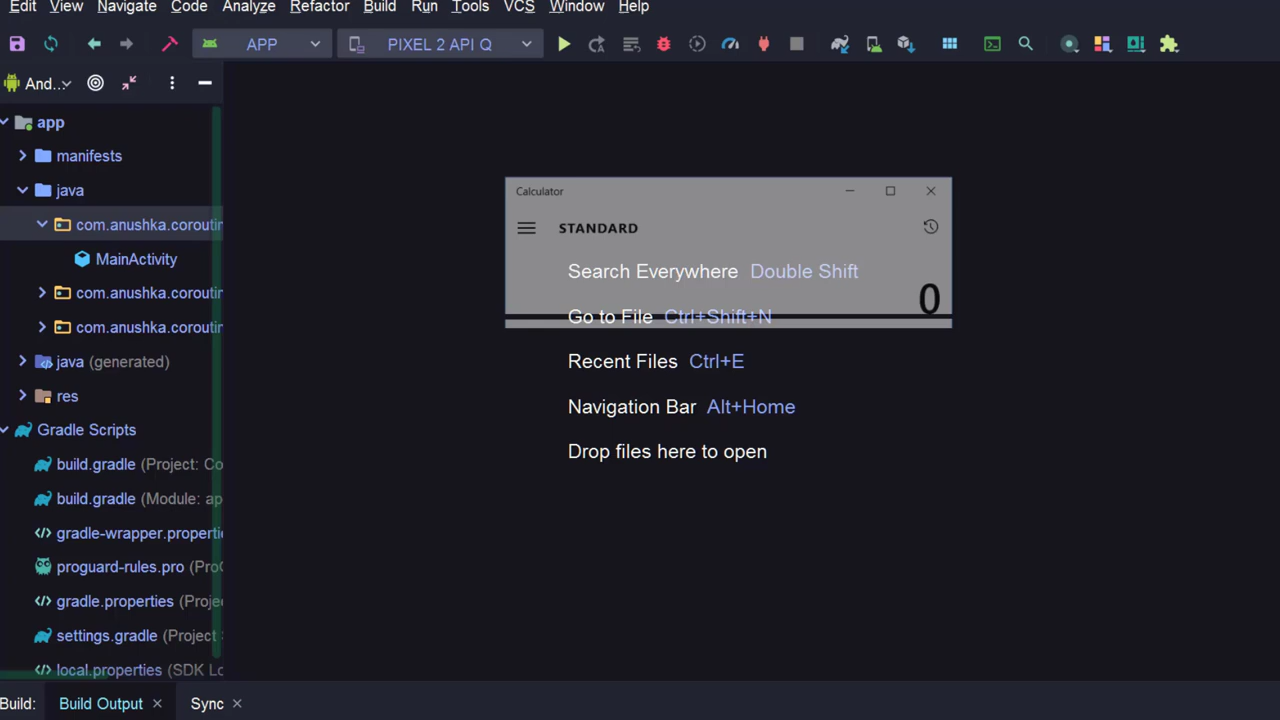 Edit View Navigate Code Analyze Refactor Build Run Tools VCS Window Help
APP PIXEL 2 API Q
And...
app
manifests
java
com.anushka.corouti
MainActivity
com.anushka.corouti
com.anushka.corouti
java (generated)
res
Gradle Scripts
build.gradle (Project: Co
build.gradle (Module: ap
gradle-wrapper.properti
proguard-rules.pro (Pro
gradle.properties (Proje
settings.gradle (Project
local.properties (SDK Lo
Calculator
STANDARD
0
Search Everywhere Double Shift
Go to File Ctrl+Shift+N
Recent Files Ctrl+E
Navigation Bar Alt+Home
Drop files here to open
Build: Build Output Sync